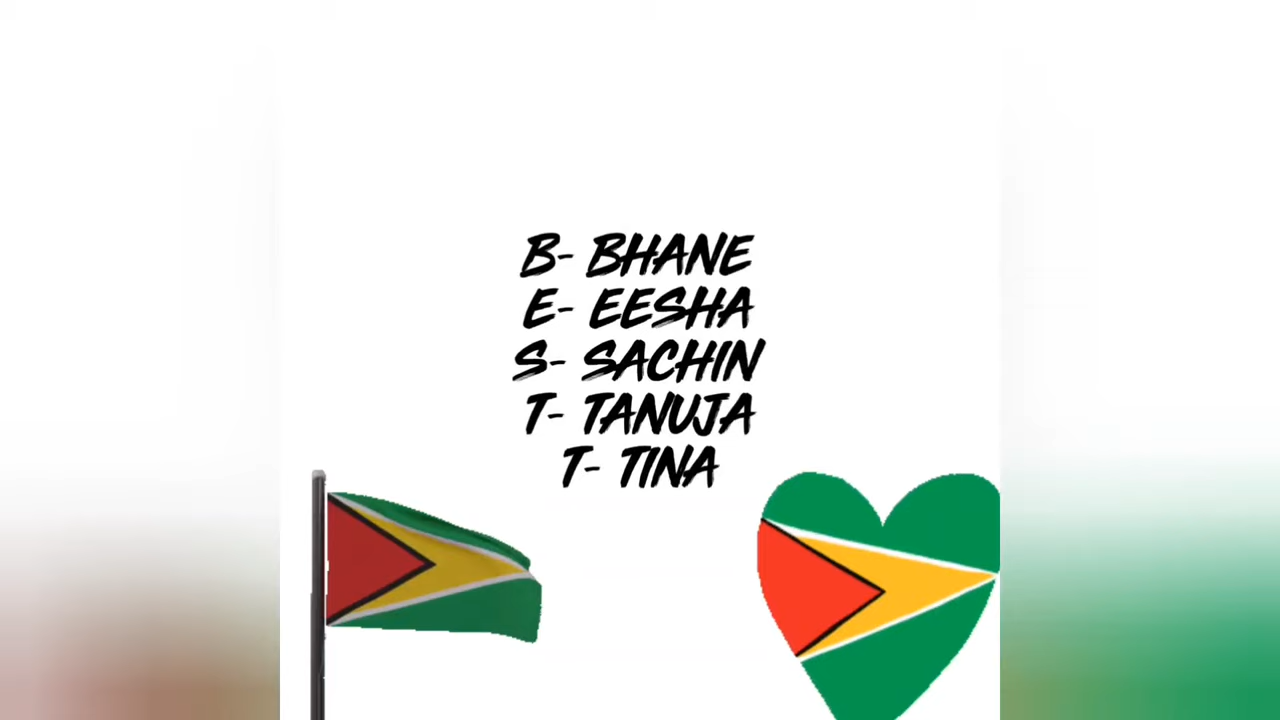 B- BHANE
E- EESHA
S- SACHIN
T- TANUJA
T- TINA